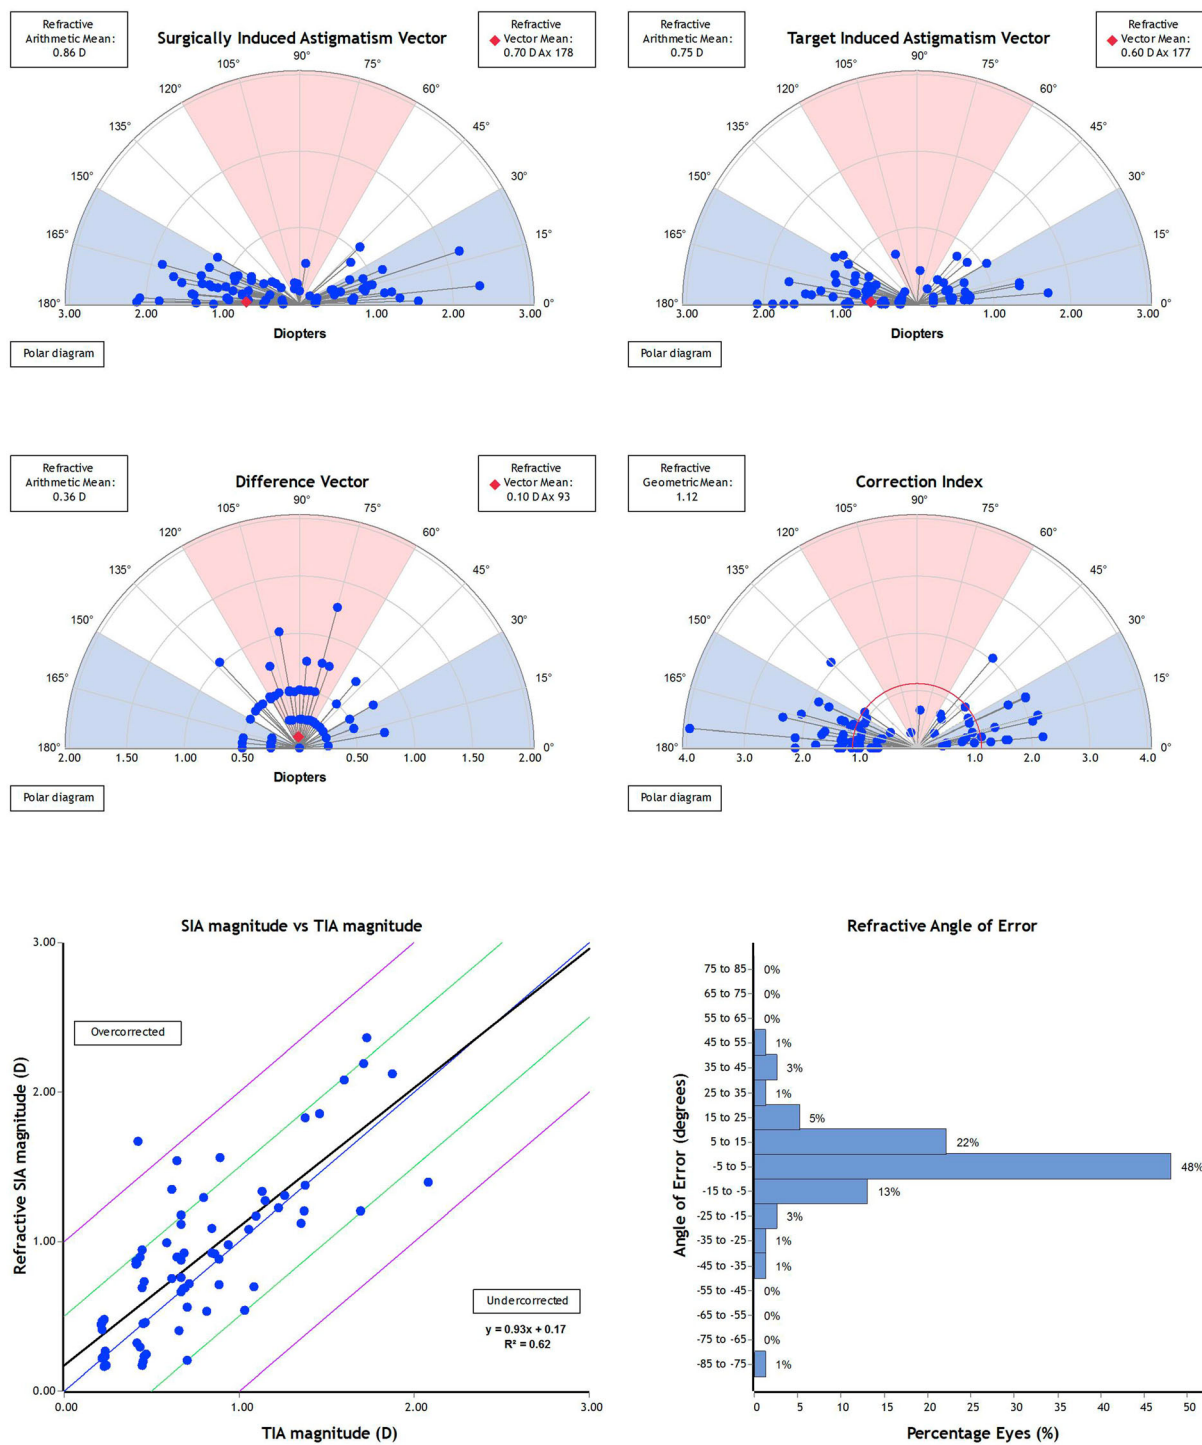 Refractive
Arithmetic Mean:
0.86 D
Surgically Induced Astigmatism Vector
Refractive
Vector Mean:
0.70 D Ax 178
90°
105°
75°
120°
60°
135°
45°
150°
30°
165°
15°
180°
0°
3.00 2.00 1.00 1.00 2.00 3.00
Diopters
Polar diagram
Refractive
Arithmetic Mean:
0.75 D
Target Induced Astigmatism Vector
Refractive
Vector Mean:
0.60 D Ax 177
90°
105°
75°
120°
60°
135°
45°
150°
30°
165°
15°
180°
0°
3.00 2.00 1.00 1.00 2.00 3.00
Diopters
Polar diagram
Refractive
Arithmetic Mean:
0.36 D
Difference Vector
Refractive
Vector Mean:
0.10 D Ax 93
90°
105°
75°
120°
60°
135°
45°
150°
30°
165°
15°
180°
0°
2.00 1.50 1.00 0.50 0.50 1.00 1.50 2.00
Diopters
Polar diagram
Refractive
Geometric Mean:
1.12
Correction Index
90°
105°
75°
120°
60°
135°
45°
150°
30°
165°
15°
180°
0°
4.0 3.0 2.0 1.0 1.0 2.0 3.0 4.0
Polar diagram
SIA magnitude vs TIA magnitude
3.00
2.00
1.00
0.00
Refractive SIA magnitude (D)
Overcorrected
Undercorrected
y = 0.93x + 0.17
R² = 0.62
0.00 1.00 2.00 3.00
TIA magnitude (D)
Refractive Angle of Error
Angle of Error (degrees)
75 to 85 0%
65 to 75 0%
55 to 65 0%
45 to 55 1%
35 to 45 3%
25 to 35 1%
15 to 25 5%
5 to 15 22%
-5 to 5 48%
-15 to -5 13%
-25 to -15 3%
-35 to -25 1%
-45 to -35 1%
-55 to -45 0%
-65 to -55 0%
-75 to -65 0%
-85 to -75 1%
0 5 10 15 20 25 30 35 40 45 50
Percentage Eyes (%)